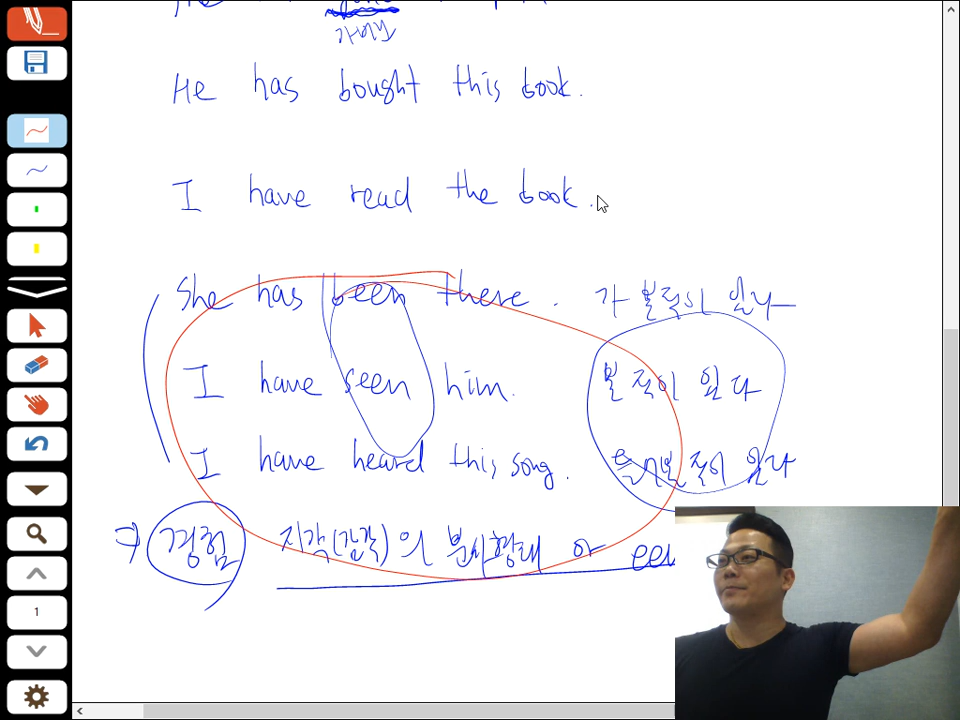 He has bought this book.
I have read the book.
She has been there. 가 본적이 있다
I have seen him. 본 적이 있다
I have heard this song. 들어본 적이 있다
⇒ 경험 지각(감각)의 분사형태 or
1